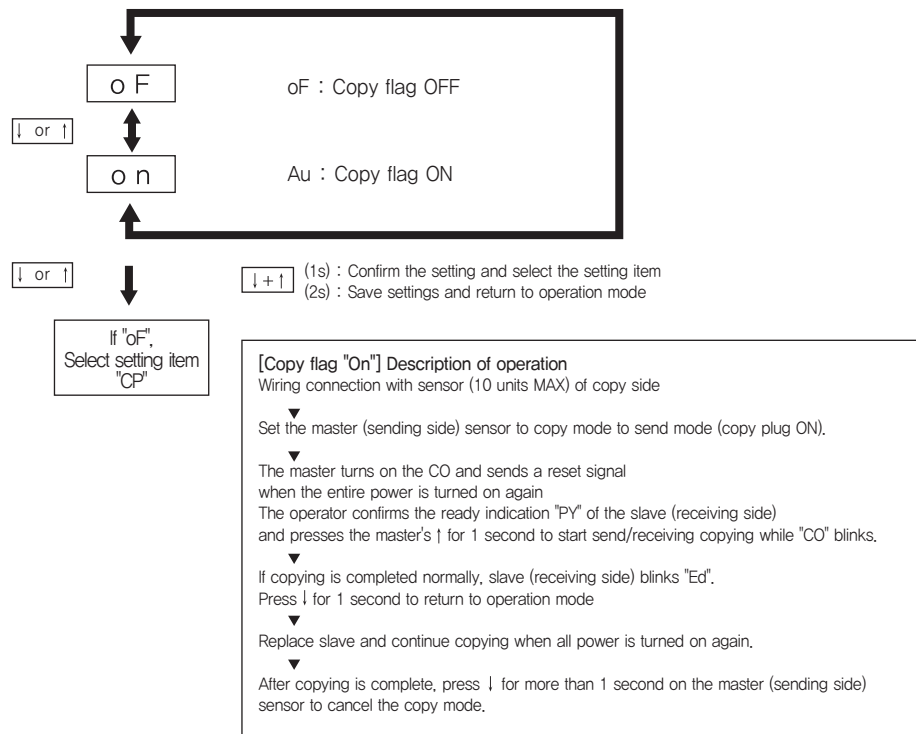 o F
oF : Copy flag OFF
↓ or ↑
o n
Au : Copy flag ON
↓ or ↑
↓+↑
(1s) : Confirm the setting and select the setting item
(2s) : Save settings and return to operation mode
If "oF",
Select setting item
"CP"
[Copy flag "On"] Description of operation
Wiring connection with sensor (10 units MAX) of copy side
▼
Set the master (sending side) sensor to copy mode to send mode (copy plug ON).
▼
The master turns on the CO and sends a reset signal
when the entire power is turned on again
The operator confirms the ready indication "PY" of the slave (receiving side)
and presses the master's ↑ for 1 second to start send/receiving copying while "CO" blinks.
▼
If copying is completed normally, slave (receiving side) blinks "Ed".
Press ↓ for 1 second to return to operation mode
▼
Replace slave and continue copying when all power is turned on again.
▼
After copying is complete, press ↓ for more than 1 second on the master (sending side)
sensor to cancel the copy mode.